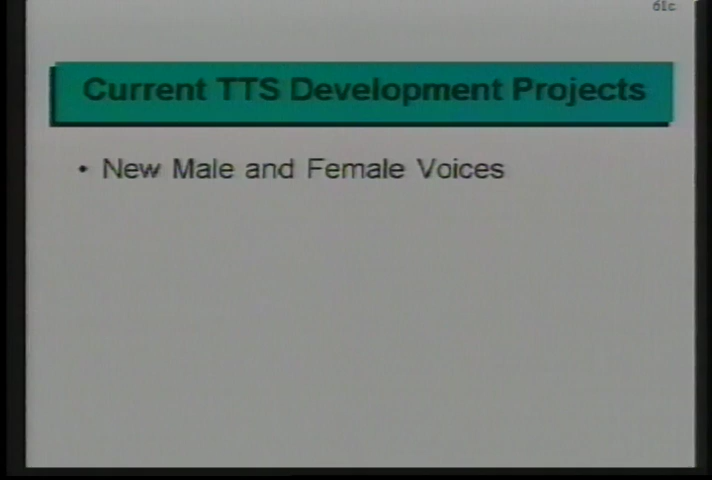 61c
Current TTS Development Projects
• New Male and Female Voices